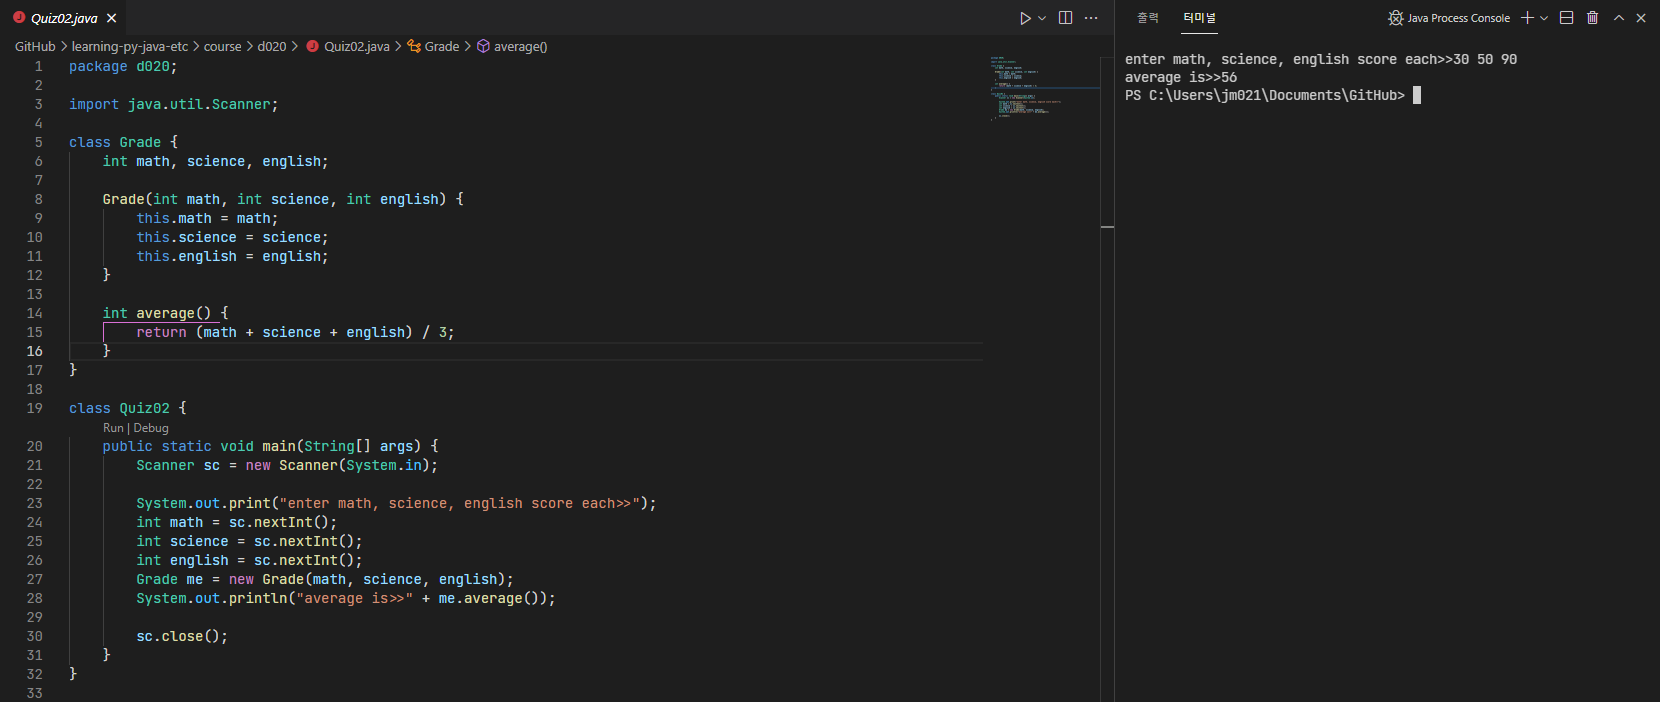 Quiz02.java
GitHub > learning-py-java-etc > course > d020 > Quiz02.java > Grade > average()
1 package d020;
2
3 import java.util.Scanner;
4
5 class Grade {
6 int math, science, english;
7
8 Grade(int math, int science, int english) {
9 this.math = math;
10 this.science = science;
11 this.english = english;
12 }
13
14 int average() {
15 return (math + science + english) / 3;
16 }
17 }
18
19 class Quiz02 {
Run | Debug
20 public static void main(String[] args) {
21 Scanner sc = new Scanner(System.in);
22
23 System.out.print("enter math, science, english score each>>");
24 int math = sc.nextInt();
25 int science = sc.nextInt();
26 int english = sc.nextInt();
27 Grade me = new Grade(math, science, english);
28 System.out.println("average is>>" + me.average());
29
30 sc.close();
31 }
32 }
33
출력 터미널 Java Process Console
enter math, science, english score each>>30 50 90
average is>>56
PS C:\Users\jm021\Documents\GitHub>